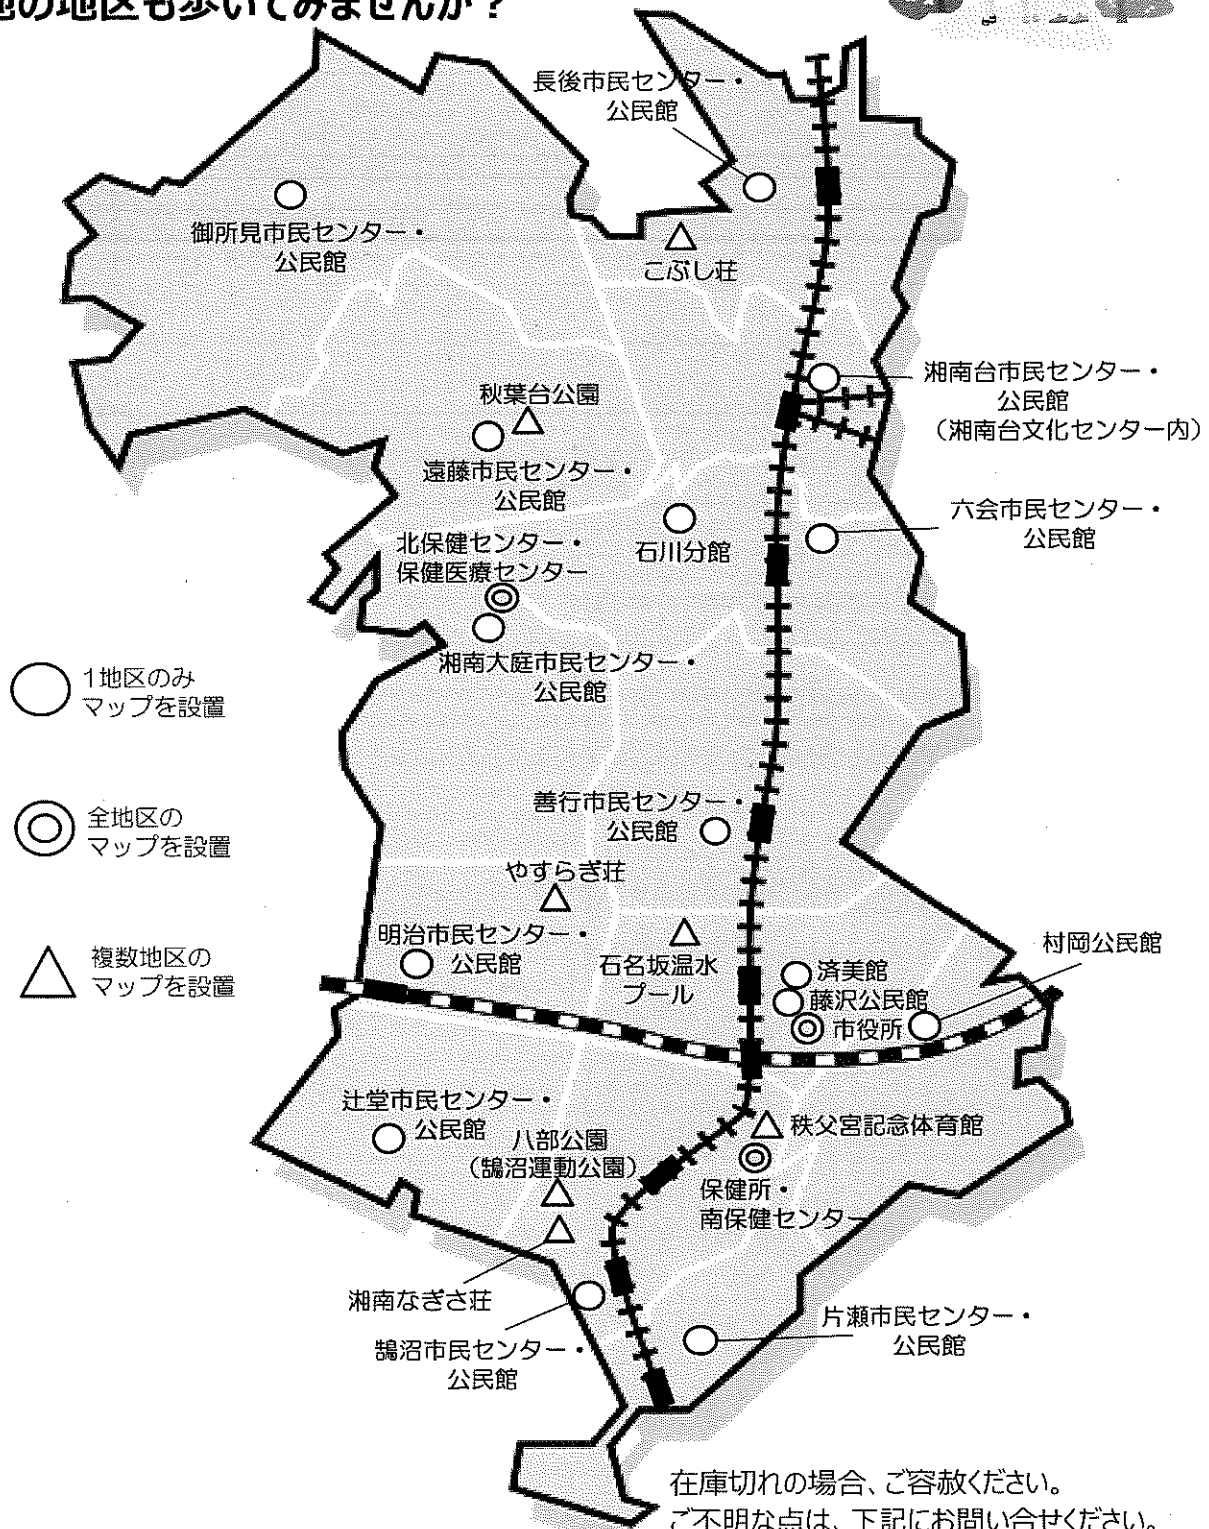 他の地区も歩いてみませんか？
長後市民センター・
公民館
御所見市民センター・
公民館
こぶし荘
湘南台市民センター・
公民館
（湘南台文化センター内）
秋葉台公園
遠藤市民センター・
公民館
六会市民センター・
公民館
石川分館
北保健センター・
保健医療センター
湘南大庭市民センター・
公民館
1地区のみ
マップを設置
全地区の
マップを設置
複数地区の
マップを設置
善行市民センター・
公民館
やすらぎ荘
明治市民センター・
公民館
石名坂温水
プール
済美館
藤沢公民館
市役所
村岡公民館
辻堂市民センター・
公民館
八部公園
（鵠沼運動公園）
秩父宮記念体育館
保健所・
南保健センター
湘南なぎさ荘
鵠沼市民センター・
公民館
片瀬市民センター・
公民館
在庫切れの場合、ご容赦ください。
ご不明な点は、下記にお問い合せください。